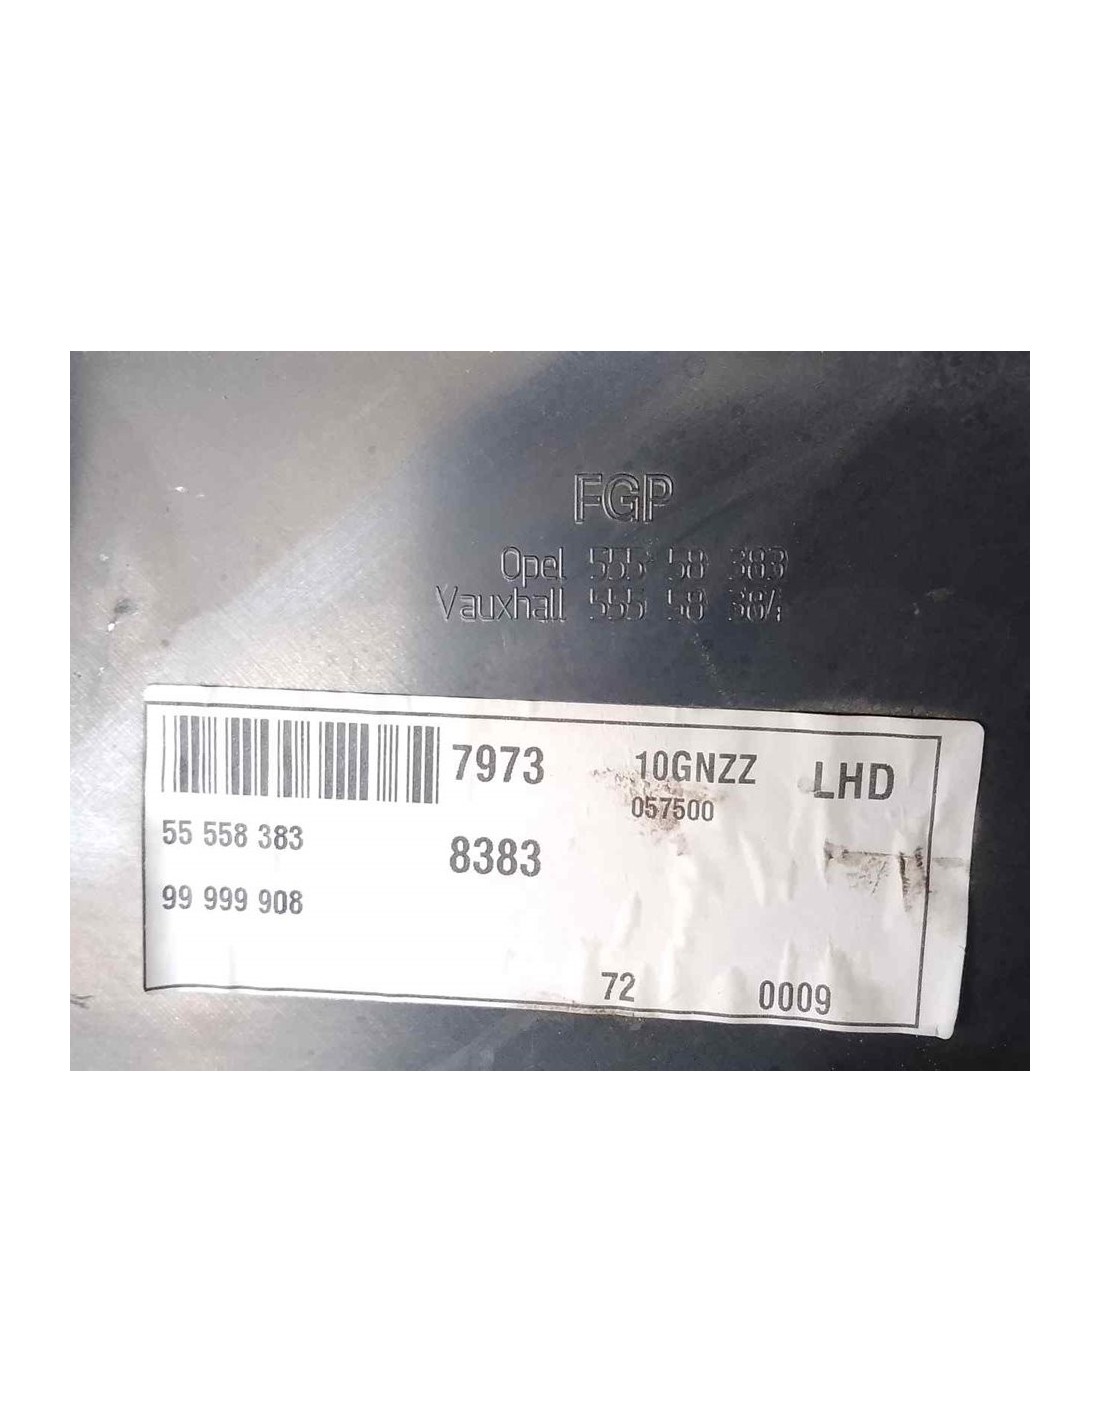 FGP
Opel 555 58 383
Vauxhall 555 58 384
7973 10GNZZ LHD
057500
55 558 383
8383
99 999 908
72 0009